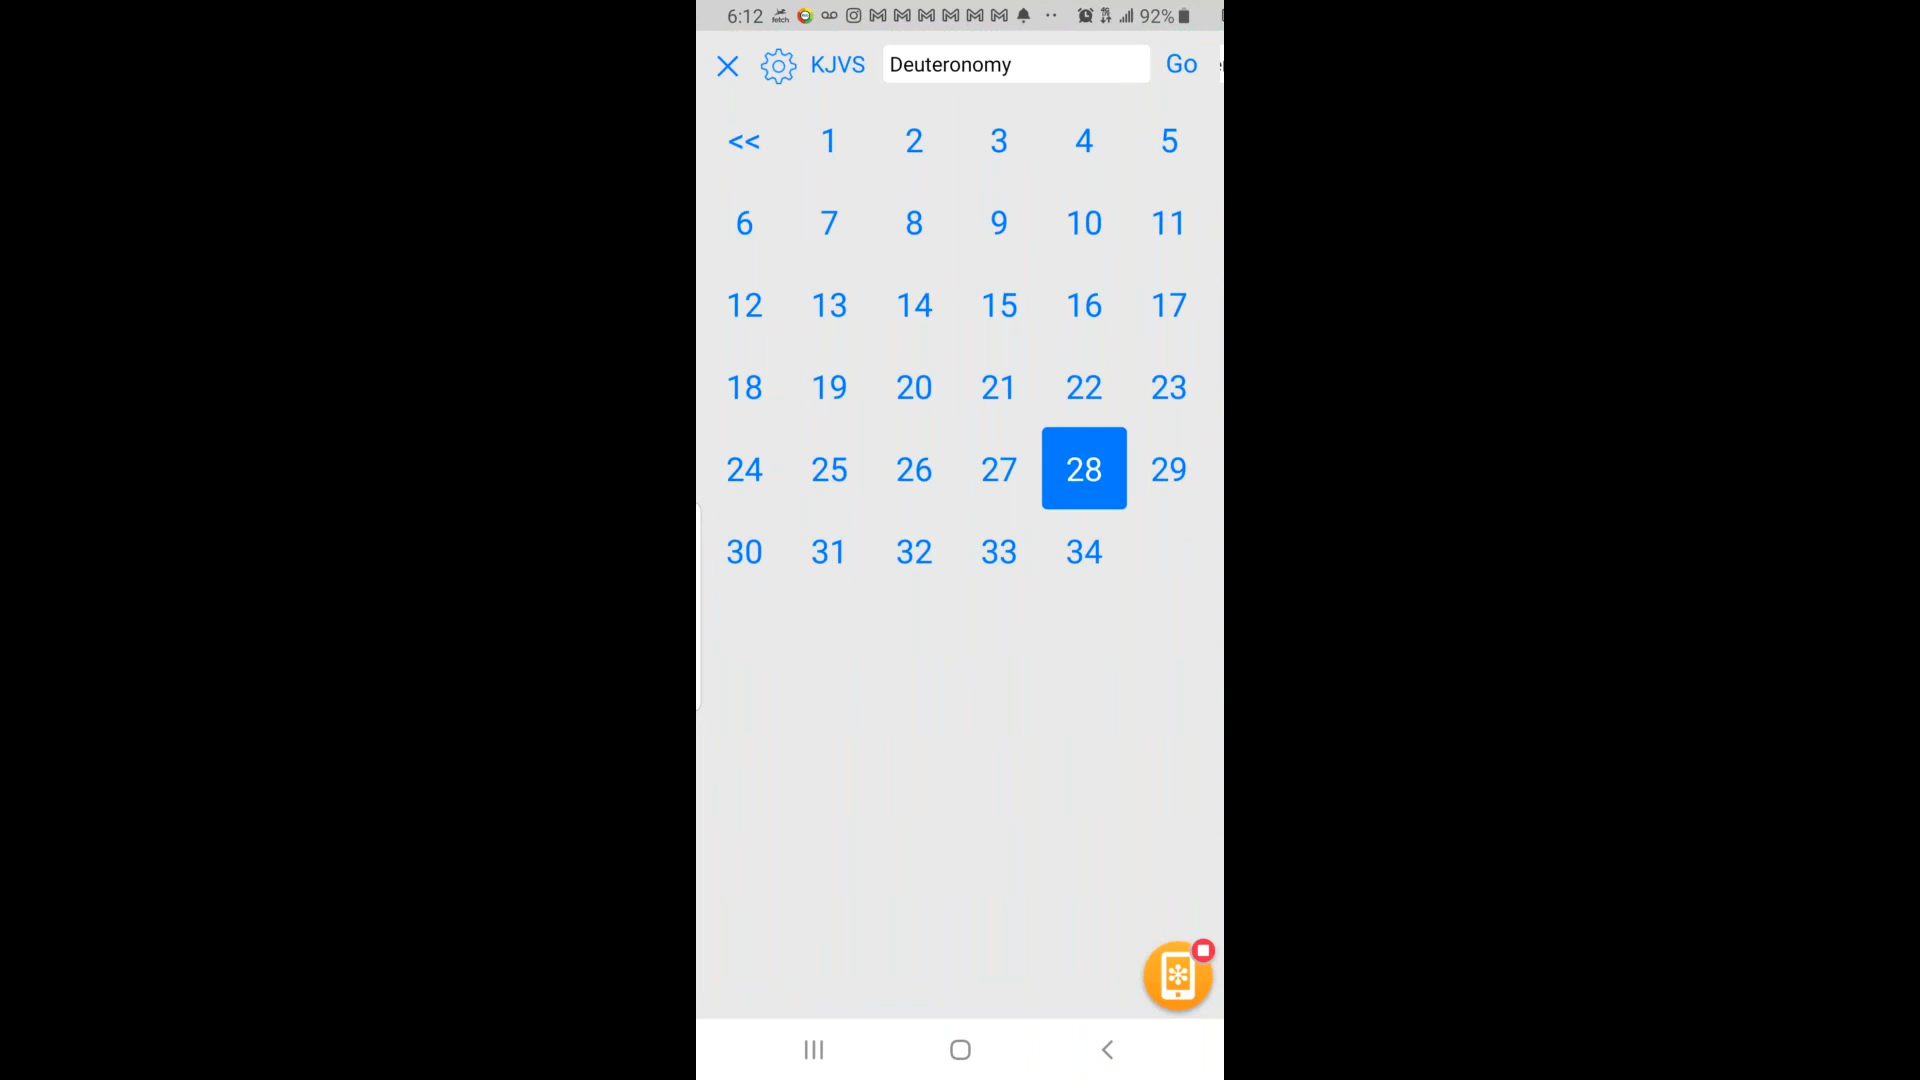 6:12 fetch 92%
KJVS Deuteronomy Go
<< 1 2 3 4 5
6 7 8 9 10 11
12 13 14 15 16 17
18 19 20 21 22 23
24 25 26 27 28 29
30 31 32 33 34